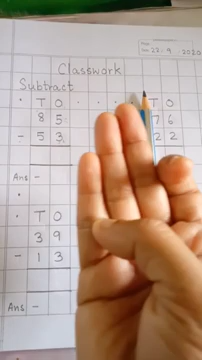 22.9.2020
Classwork
Subtract
T O
8 5
- 5 3
Ans -
T O
7 6
2 2
T O
3 9
- 1 3
Ans -